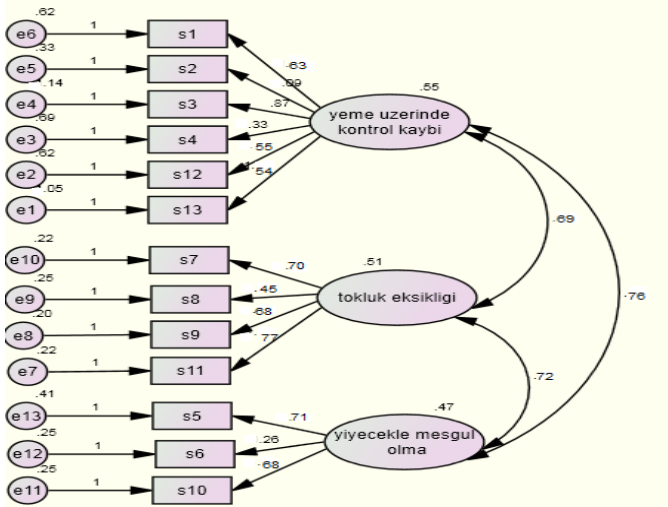 .62
e6 1 s1
.33
e5 1 s2
.14
e4 1 s3
.69
e3 1 s4
.62
e2 1 s12
.05
e1 1 s13
.63
.87
.33
.55
.54
.55
yeme uzerinde
kontrol kaybi
.22
e10 1 s7
.25
e9 1 s8
.20
e8 1 s9
.22
e7 1 s11
.70
.45
.68
.77
.51
tokluk eksikligi
.41
e13 1 s5
.25
e12 1 s6
.25
e11 1 s10
.71
.26
.68
.47
yiyecekle mesgul
olma
.69
.76
.72